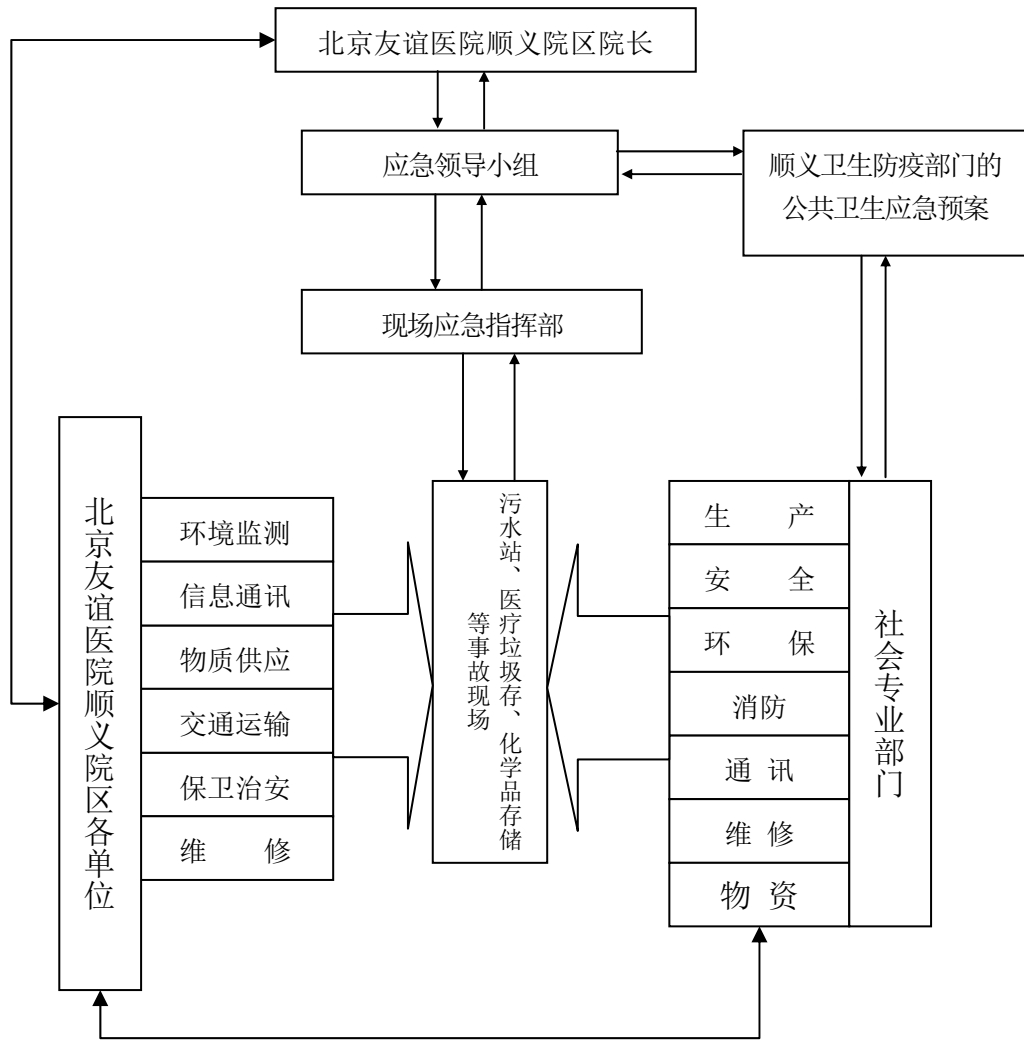 北京友谊医院顺义院区院长
应急领导小组
顺义卫生防疫部门的
公共卫生应急预案
现场应急指挥部
北京友谊医院顺义院区各单位
环境监测
信息通讯
物质供应
交通运输
保卫治安
维 修
污水站、医疗垃圾存、化学品存储
等事故现场
生 产
安 全
环 保
消防
通 讯
维 修
物 资
社会专业部门